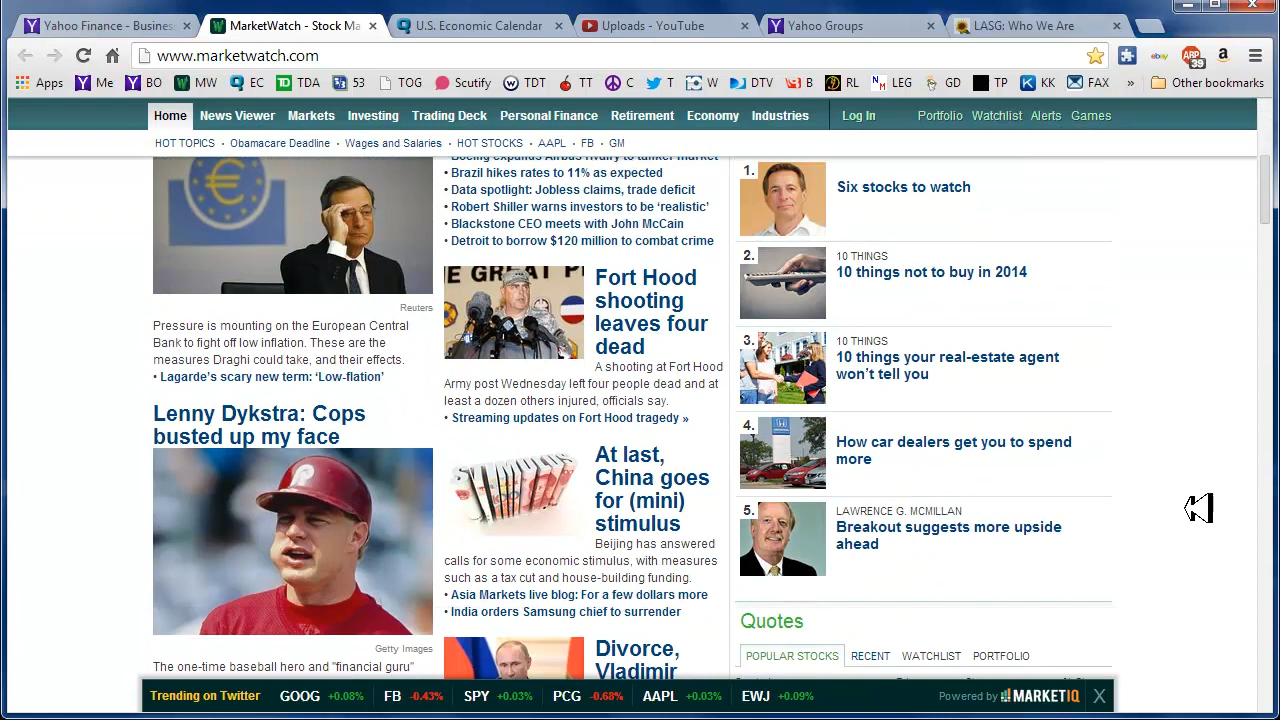 Yahoo Finance - Business
MarketWatch - Stock Ma
U.S. Economic Calendar
Uploads - YouTube
Yahoo Groups
LASG: Who We Are
www.marketwatch.com
ABP
39
Apps
Me
BO
MW
EC
TDA
53
TOG
Scutify
TDT
TT
C
T
W
DTV
B
RL
LEG
GD
TP
KK
FAX
»
Other bookmarks
Home
News Viewer
Markets
Investing
Trading Deck
Personal Finance
Retirement
Economy
Industries
Log In
Portfolio
Watchlist
Alerts
Games
HOT TOPICS · Obamacare Deadline · Wages and Salaries · HOT STOCKS · AAPL · FB · GM
Reuters
Pressure is mounting on the European Central
Bank to fight off low inflation. These are the
measures Draghi could take, and their effects.
• Lagarde's scary new term: 'Low-flation'
Lenny Dykstra: Cops
busted up my face
Getty Images
The one-time baseball hero and "financial guru"
• Boeing expands Airbus rivalry to tanker market
• Brazil hikes rates to 11% as expected
• Data spotlight: Jobless claims, trade deficit
• Robert Shiller warns investors to be 'realistic'
• Blackstone CEO meets with John McCain
• Detroit to borrow $120 million to combat crime
Fort Hood
shooting
leaves four
dead
A shooting at Fort Hood
Army post Wednesday left four people dead and at
least a dozen others injured, officials say.
• Streaming updates on Fort Hood tragedy »
At last,
China goes
for (mini)
stimulus
Beijing has answered
calls for some economic stimulus, with measures
such as a tax cut and house-building funding.
• Asia Markets live blog: For a few dollars more
• India orders Samsung chief to surrender
Divorce,
Vladimir
1.
Six stocks to watch
2.
10 THINGS
10 things not to buy in 2014
3.
10 THINGS
10 things your real-estate agent
won't tell you
4.
How car dealers get you to spend
more
5.
LAWRENCE G. MCMILLAN
Breakout suggests more upside
ahead
Quotes
POPULAR STOCKS
RECENT
WATCHLIST
PORTFOLIO
Trending on Twitter
GOOG +0.08%
FB -0.43%
SPY +0.03%
PCG -0.68%
AAPL +0.03%
EWJ +0.09%
Powered by MARKETIQ
X